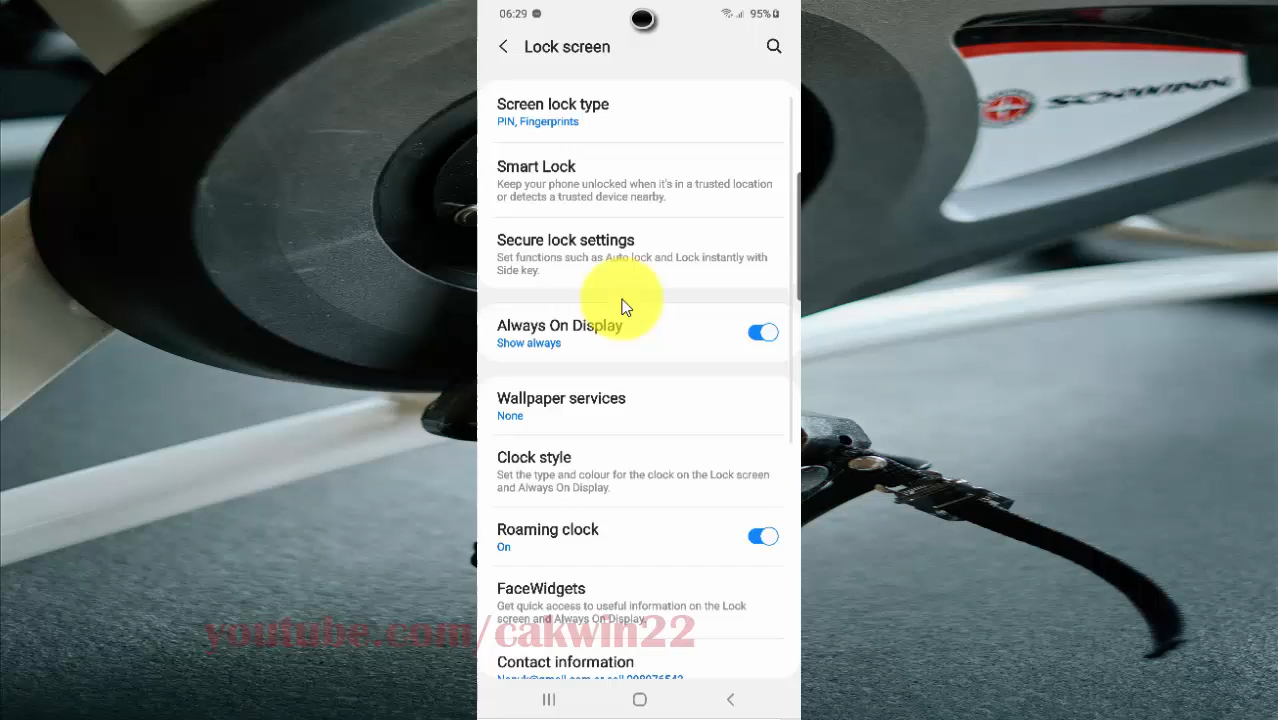 06:29
95%
Lock screen
SCHWINN
Screen lock type
PIN, Fingerprints
Smart Lock
Keep your phone unlocked when it's in a trusted location
or detects a trusted device nearby.
Secure lock settings
Set functions such as Auto lock and Lock instantly with
Side key.
Always On Display
Show always
Wallpaper services
None
Clock style
Set the type and colour for the clock on the Lock screen
and Always On Display.
Roaming clock
On
FaceWidgets
Get quick access to useful information on the Lock
screen and Always On Display.
youtube.com/cakwin22
Contact information